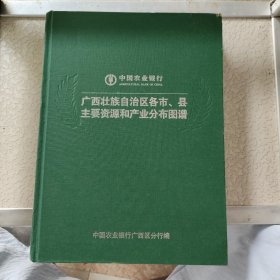 中国农业银行
AGRICULTURAL BANK OF CHINA
广西壮族自治区各市、县
主要资源和产业分布图谱
中国农业银行广西区分行编